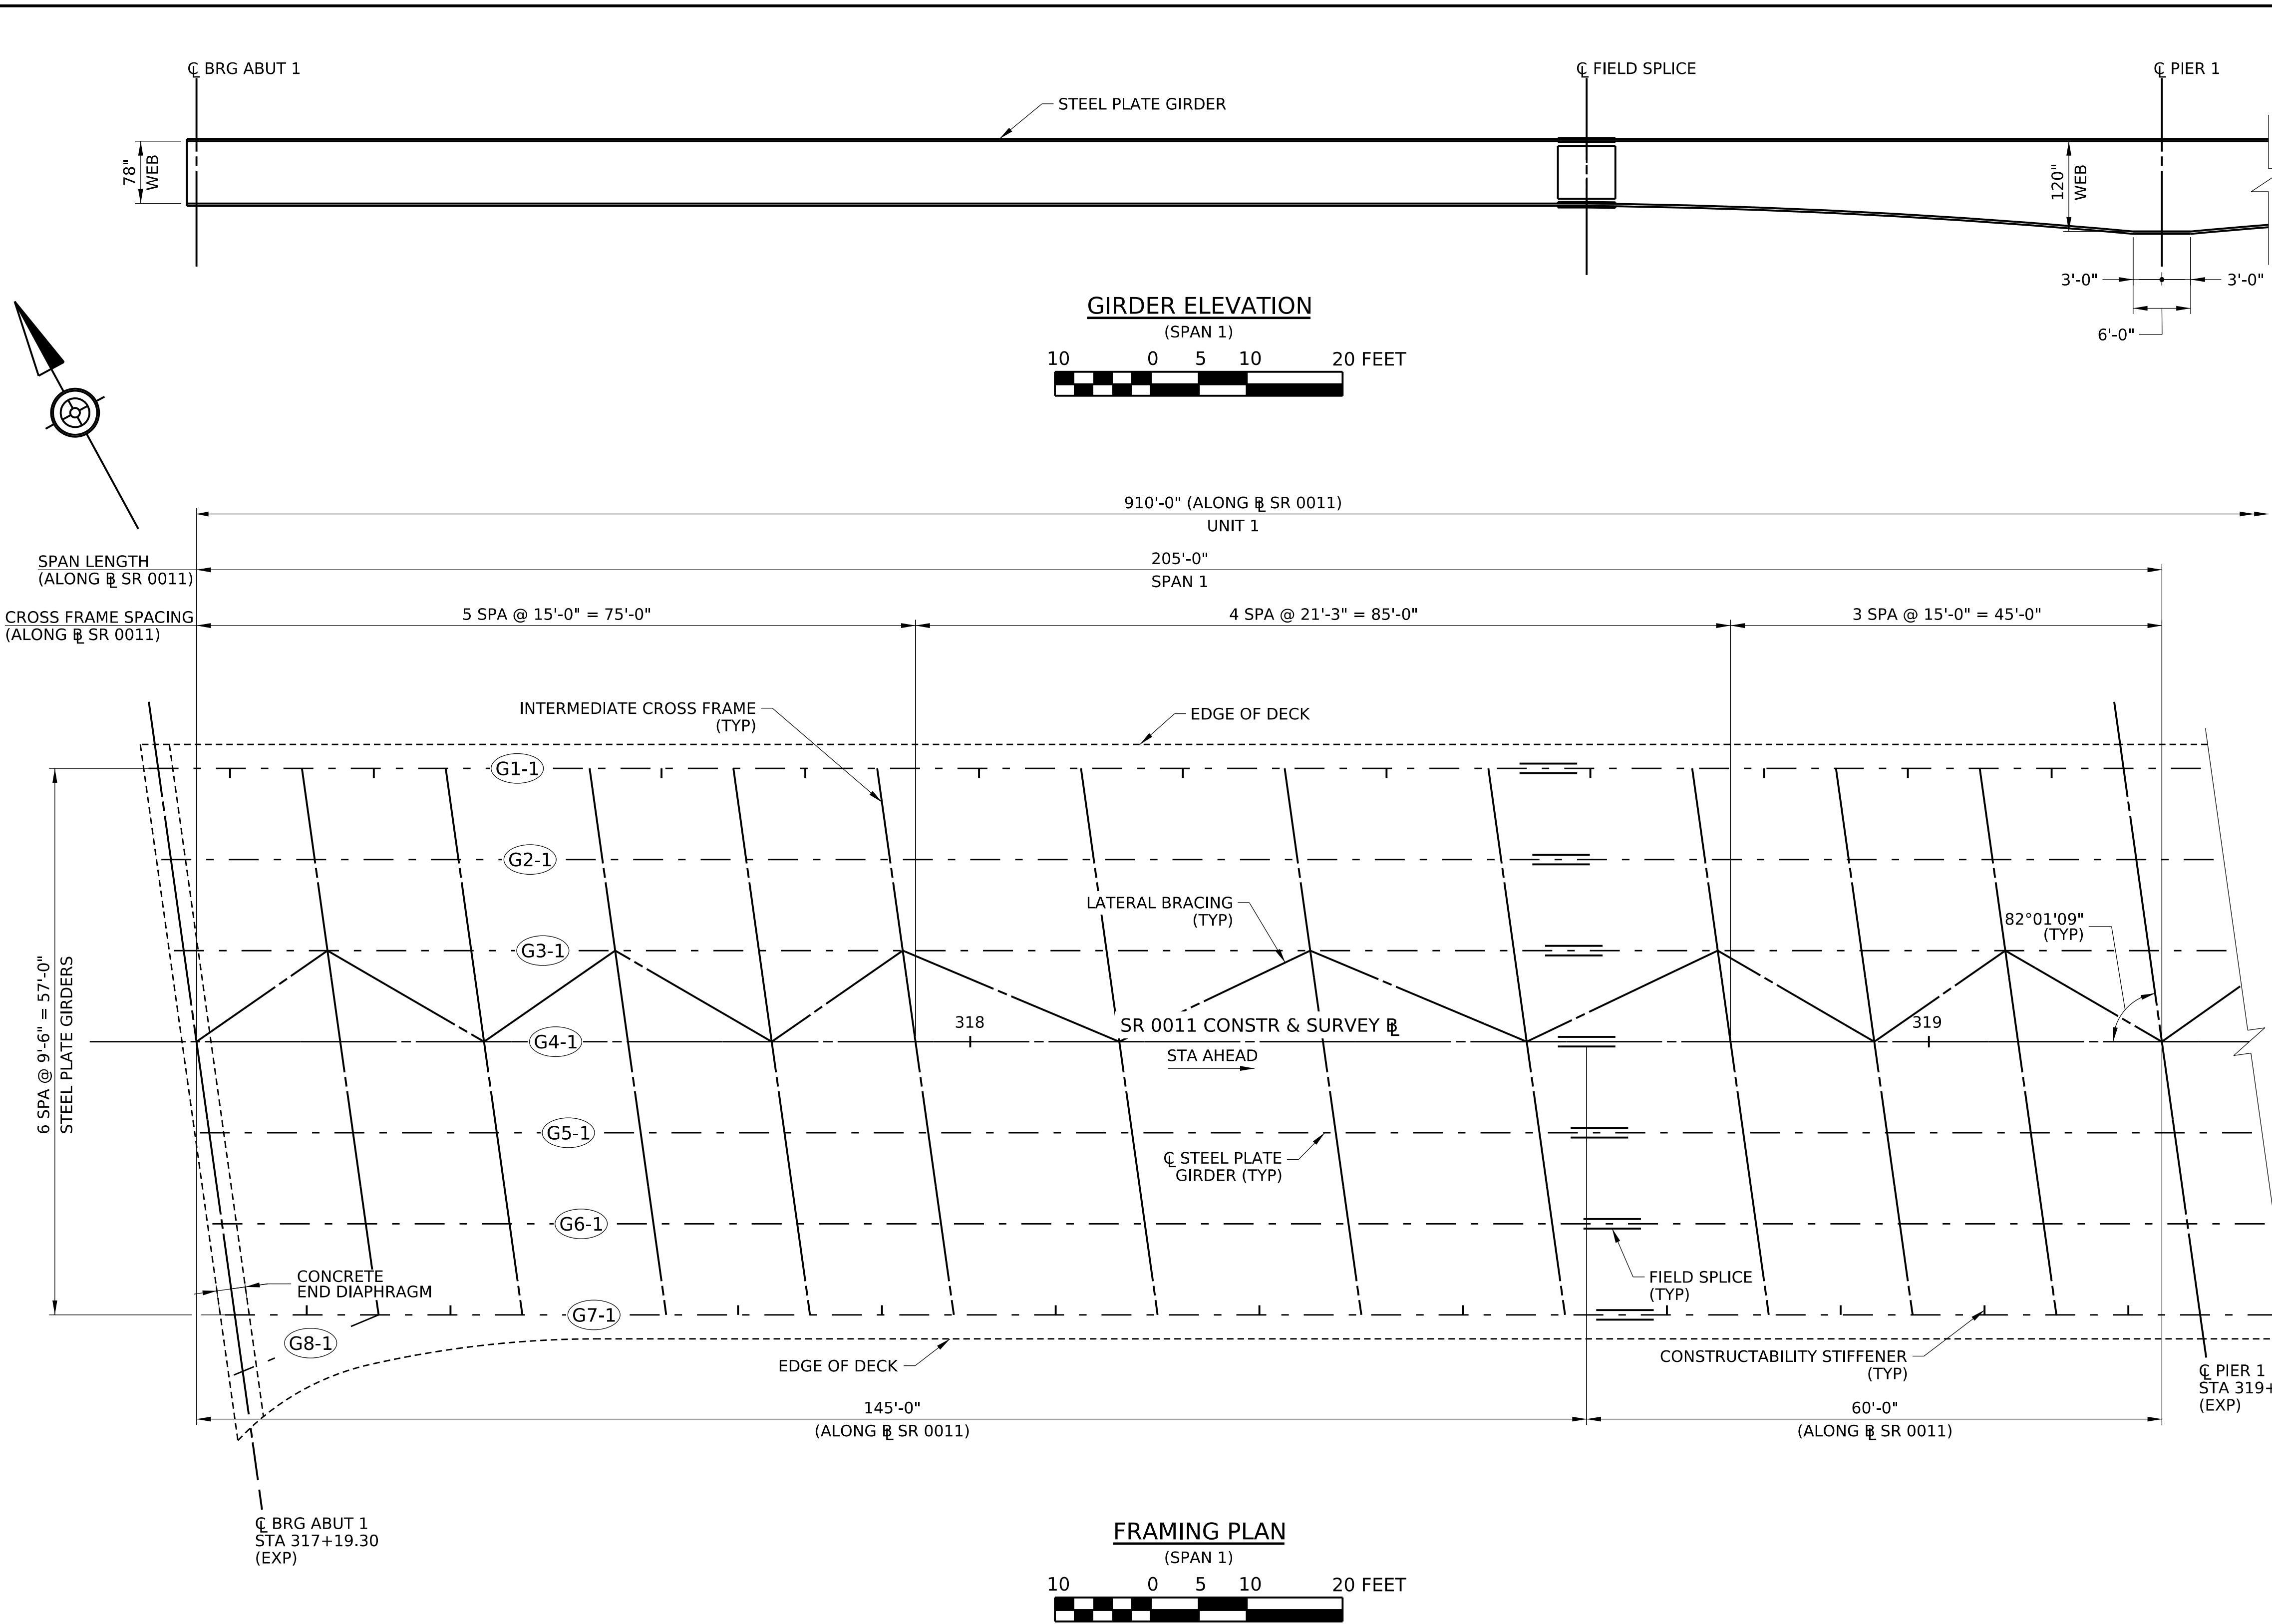 ℄ BRG ABUT 1
℄ FIELD SPLICE
℄ PIER 1
STEEL PLATE GIRDER
78"
WEB
120"
WEB
3'-0"
3'-0"
6'-0"
GIRDER ELEVATION
(SPAN 1)
10 0 5 10 20 FEET
910'-0" (ALONG BL SR 0011)
UNIT 1
SPAN LENGTH
(ALONG BL SR 0011)
205'-0"
SPAN 1
CROSS FRAME SPACING
(ALONG BL SR 0011)
5 SPA @ 15'-0" = 75'-0"
4 SPA @ 21'-3" = 85'-0"
3 SPA @ 15'-0" = 45'-0"
INTERMEDIATE CROSS FRAME
(TYP)
EDGE OF DECK
G1-1
G2-1
LATERAL BRACING
(TYP)
82°01'09"
(TYP)
G3-1
6 SPA @ 9'-6" = 57'-0"
STEEL PLATE GIRDERS
318
SR 0011 CONSTR & SURVEY BL
319
G4-1
STA AHEAD
G5-1
℄ STEEL PLATE
GIRDER (TYP)
G6-1
CONCRETE
END DIAPHRAGM
FIELD SPLICE
(TYP)
G7-1
G8-1
EDGE OF DECK
CONSTRUCTABILITY STIFFENER
(TYP)
℄ PIER 1
STA 319+
(EXP)
145'-0"
(ALONG BL SR 0011)
60'-0"
(ALONG BL SR 0011)
℄ BRG ABUT 1
STA 317+19.30
(EXP)
FRAMING PLAN
(SPAN 1)
10 0 5 10 20 FEET